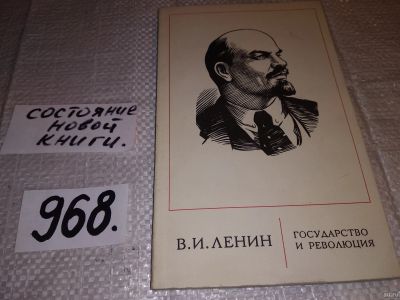 состояние
новой
книги.
968.
В.И.ЛЕНИН
ГОСУДАРСТВО
И РЕВОЛЮЦИЯ